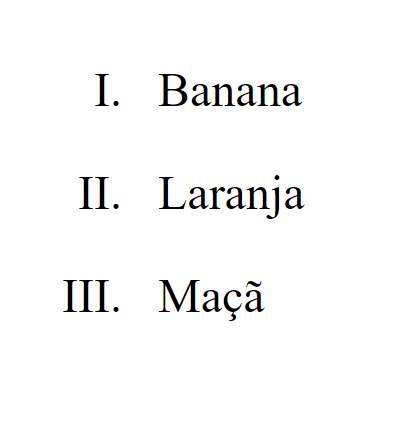 I. Banana
II. Laranja
III. Maçã